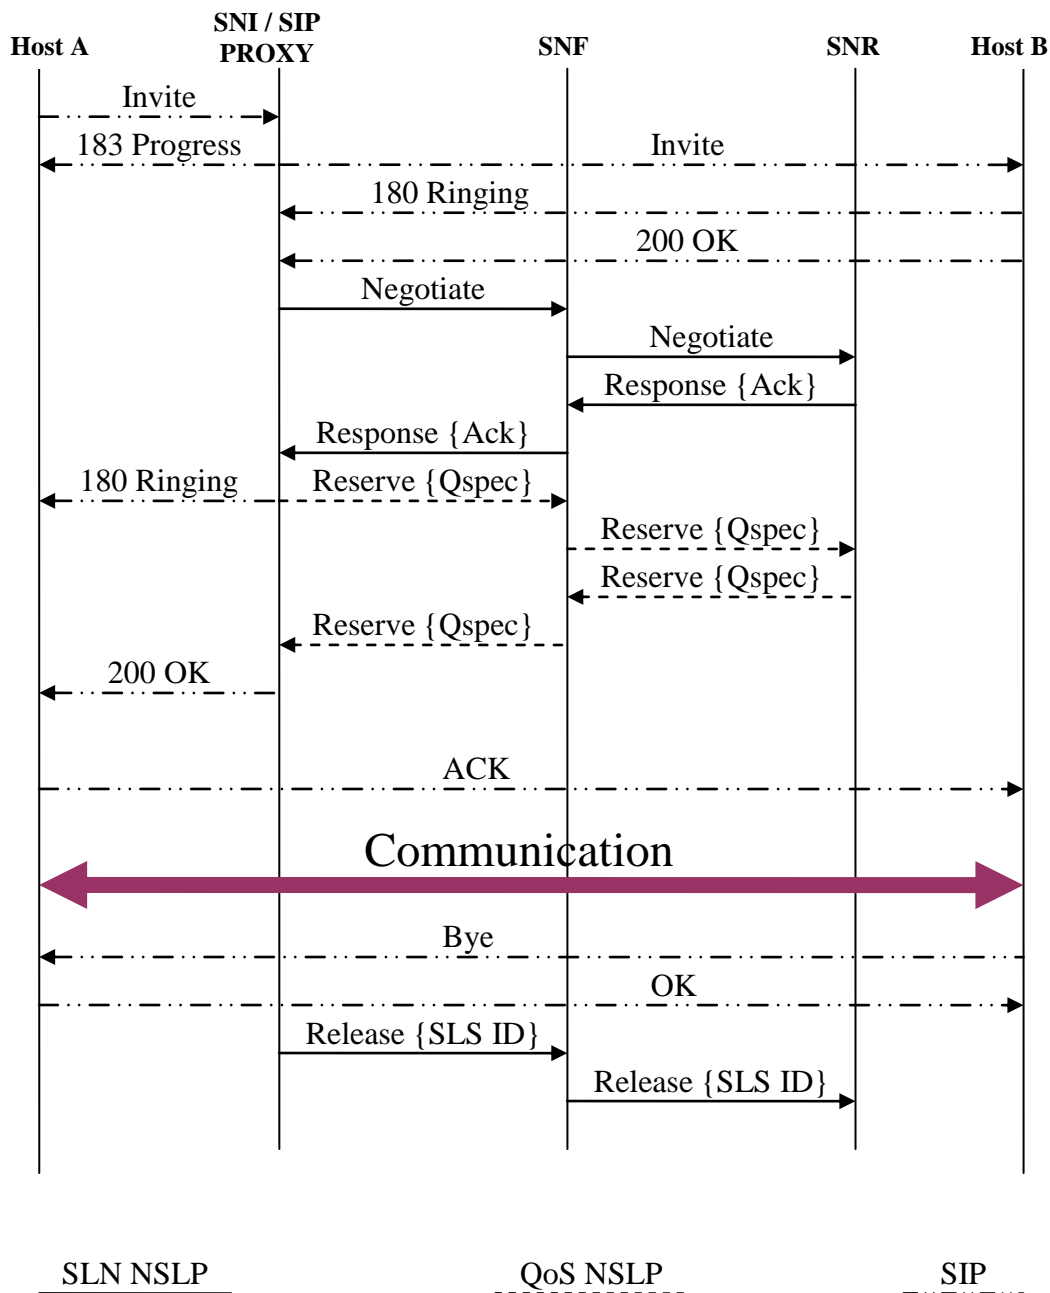 Host A
SNI / SIP
PROXY
SNF
SNR
Host B
Invite
183 Progress
Invite
180 Ringing
200 OK
Negotiate
Negotiate
Response {Ack}
Response {Ack}
180 Ringing
Reserve {Qspec}
Reserve {Qspec}
Reserve {Qspec}
Reserve {Qspec}
200 OK
ACK
Communication
Bye
OK
Release {SLS ID}
Release {SLS ID}
SLN NSLP
QoS NSLP
SIP